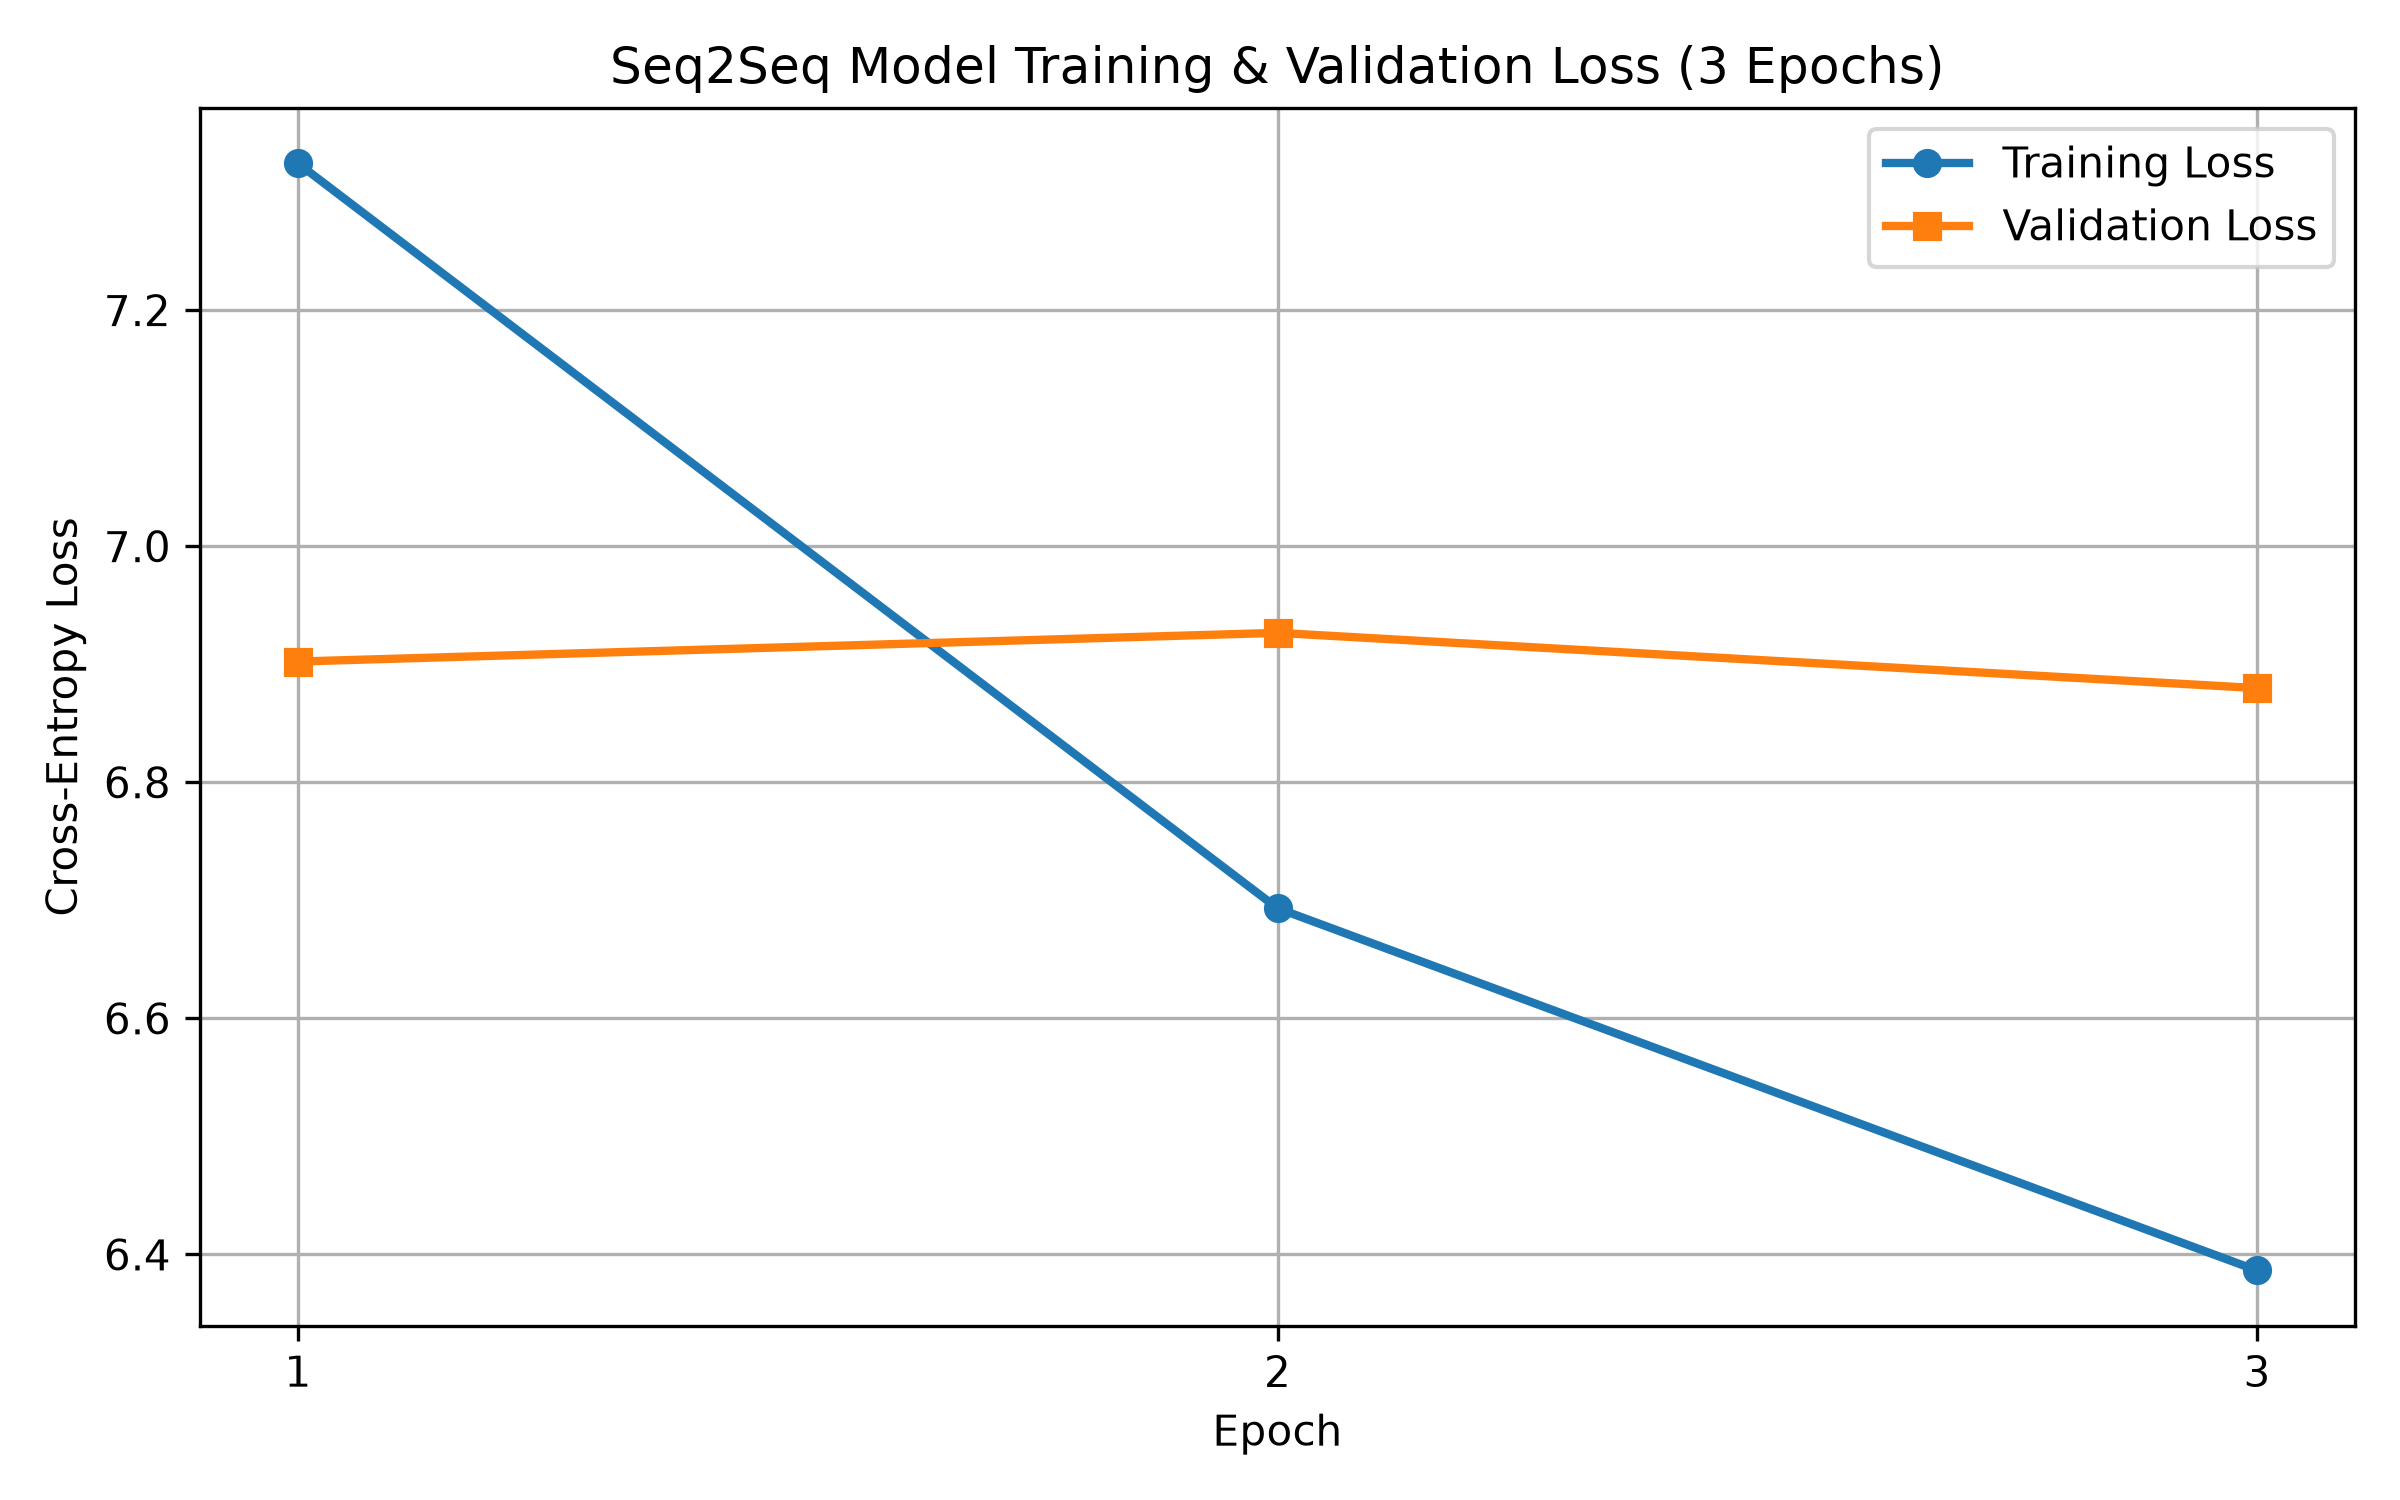 Seq2Seq Model Training & Validation Loss (3 Epochs)
Training Loss
Validation Loss
7.2
7.0
6.8
6.6
6.4
Cross-Entropy Loss
1 2 3
Epoch